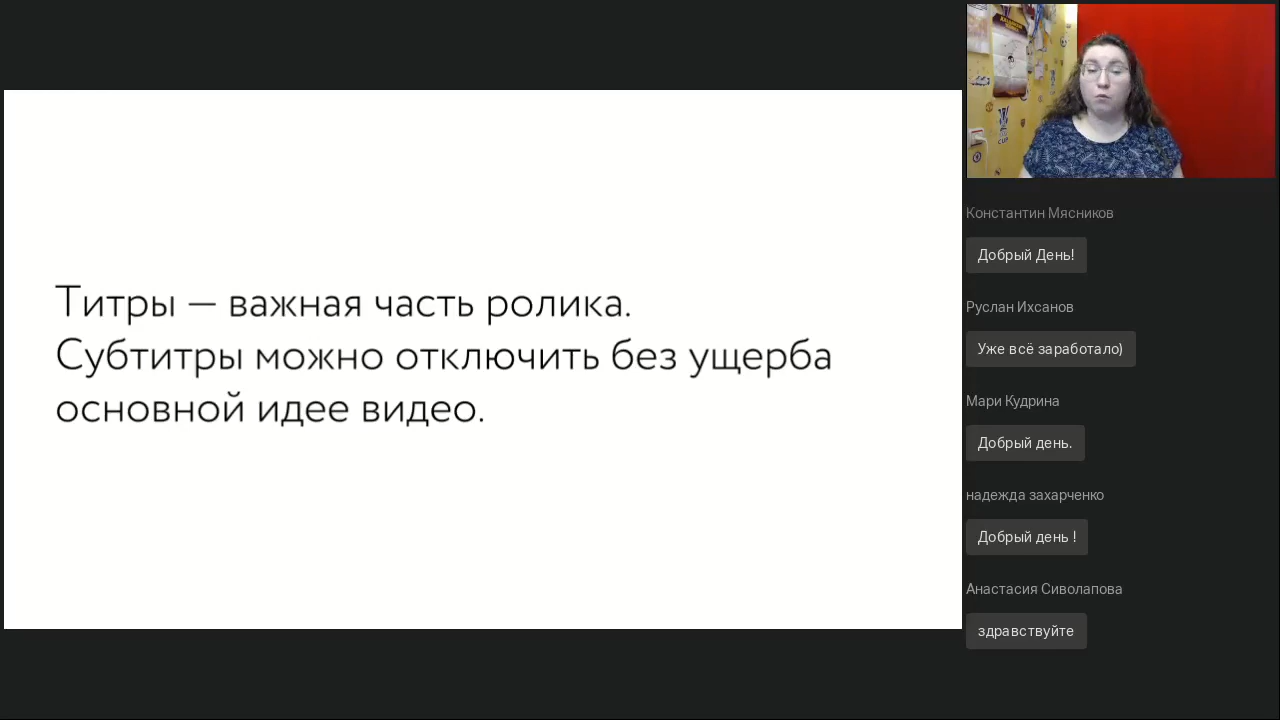 Титры — важная часть ролика.
Субтитры можно отключить без ущерба
основной идее видео.
Константин Мясников
Добрый День!
Руслан Ихсанов
Уже всё заработало)
Мари Кудрина
Добрый день.
надежда захарченко
Добрый день !
Анастасия Сиволапова
здравствуйте
CUP